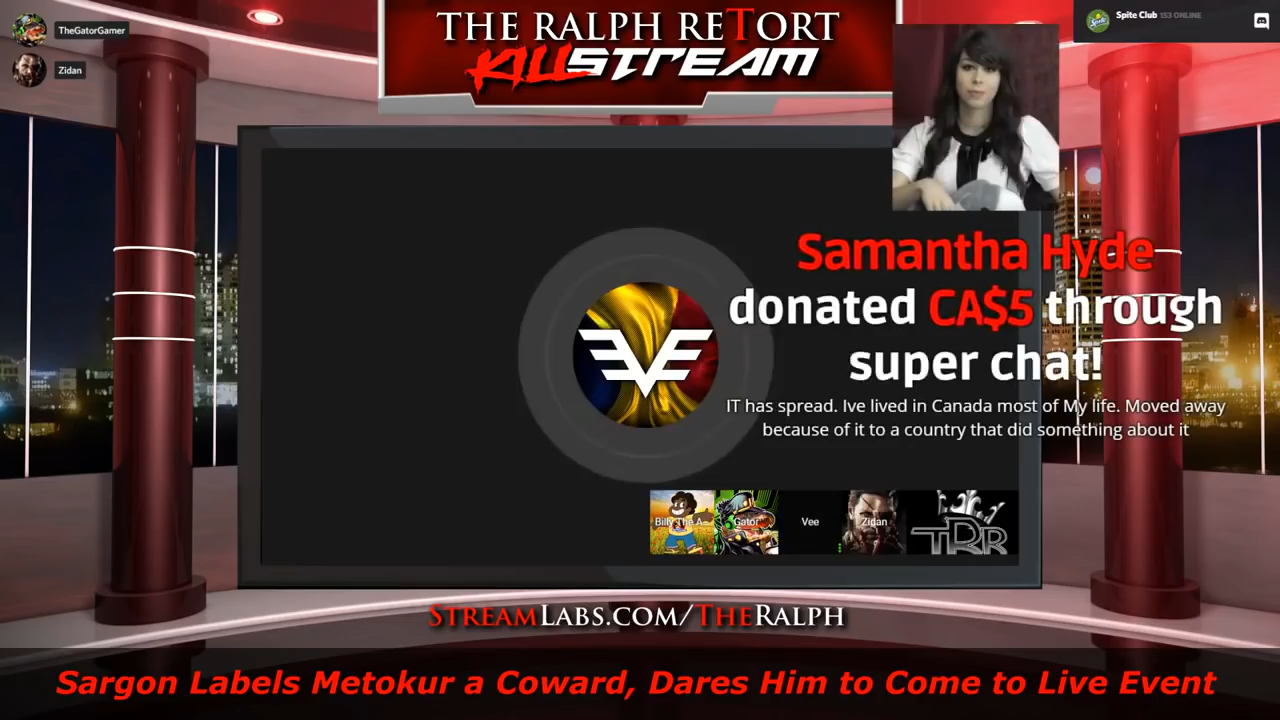 TheGatorGamer
Zidan
THE RALPH RETORT
KILLSTREAM
Spite Club 153 ONLINE
Samantha Hyde
donated CA$5 through
super chat!
IT has spread. Ive lived in Canada most of My life. Moved away
because of it to a country that did something about it
Billy The A...
Gator
Vee
Zidan
TRR
STREAMLABS.COM/THERALPH
Sargon Labels Metokur a Coward, Dares Him to Come to Live Event